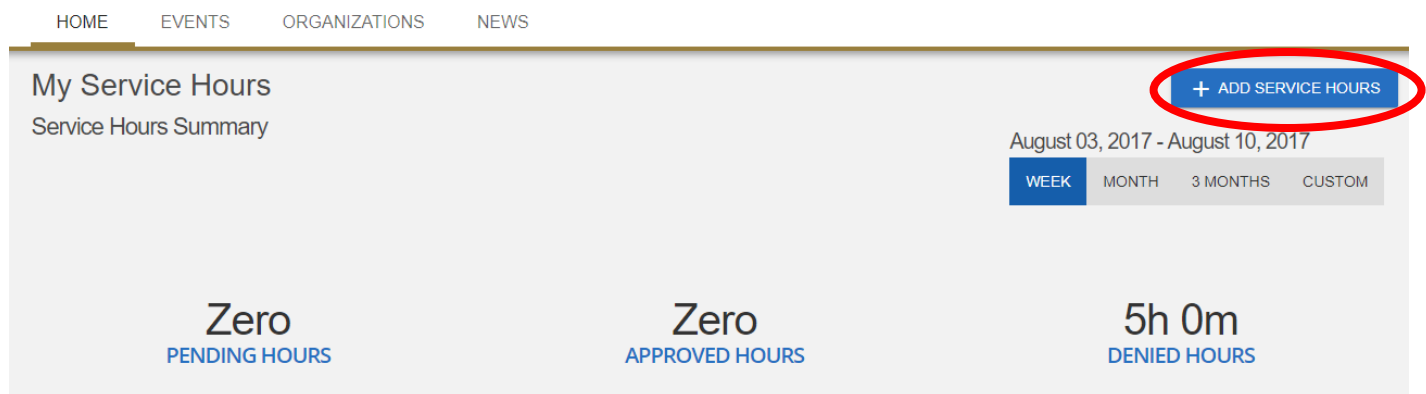 HOME EVENTS ORGANIZATIONS NEWS
My Service Hours
+ ADD SERVICE HOURS
Service Hours Summary
August 03, 2017 - August 10, 2017
WEEK MONTH 3 MONTHS CUSTOM
Zero Zero 5h 0m
PENDING HOURS APPROVED HOURS DENIED HOURS